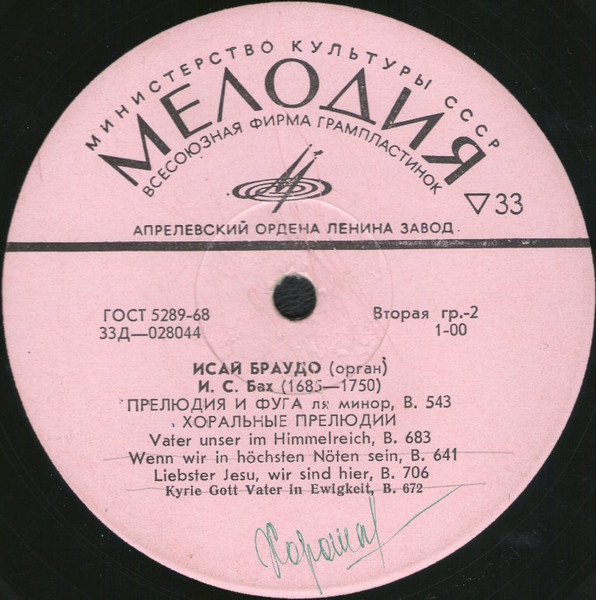 МИНИСТЕРСТВО КУЛЬТУРЫ СССР
МЕЛОДИЯ
ВСЕСОЮЗНАЯ ФИРМА ГРАМПЛАСТИНОК
▽33
АПРЕЛЕВСКИЙ ОРДЕНА ЛЕНИНА ЗАВОД
ГОСТ 5289-68 Вторая гр.-2
33Д—028044 1-00
ИСАЙ БРАУДО (орган)
И. С. Бах (1685—1750)
ПРЕЛЮДИЯ И ФУГА ля минор, B. 543
ХОРАЛЬНЫЕ ПРЕЛЮДИИ
Vater unser im Himmelreich, B. 683
Wenn wir in höchsten Nöten sein, B. 641
Liebster Jesu, wir sind hier, B. 706
Kyrie Gott Vater in Ewigkeit, B. 672
Хорошая